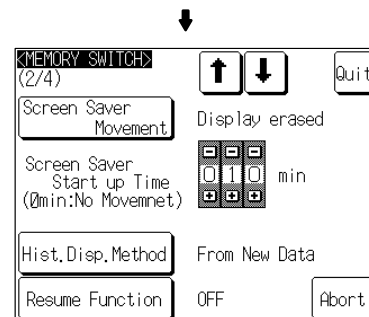 <MEMORY SWITCH>
(2/4)
Quit
Screen Saver
Movement
Display erased
Screen Saver
Start up Time
(0min:No Movemnet)
010 min
Hist.Disp.Method
From New Data
Resume Function
OFF
Abort